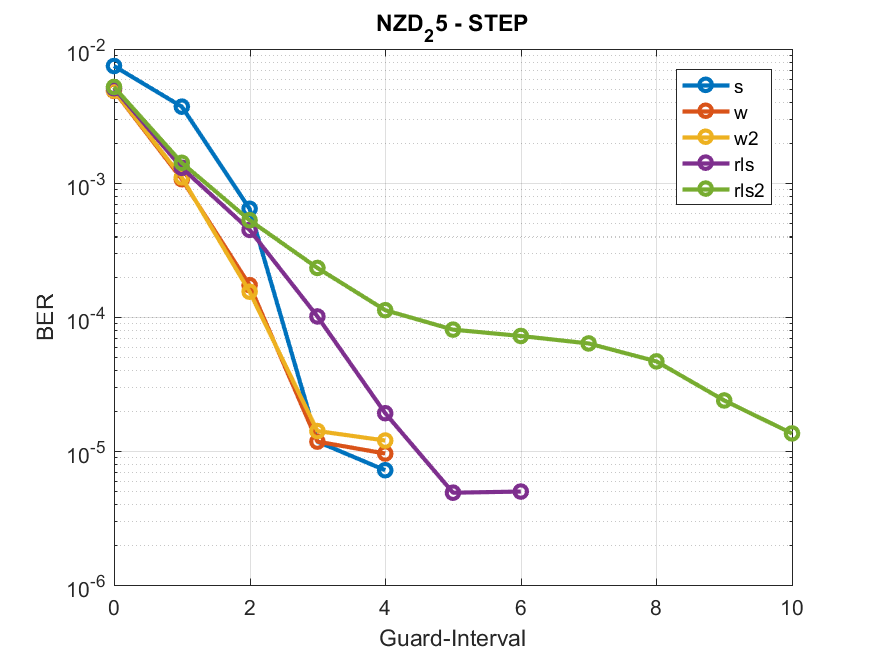 NZD₂5 - STEP
10⁻²
10⁻³
10⁻⁴
10⁻⁵
10⁻⁶
BER
0 2 4 6 8 10
Guard-Interval
s
w
w2
rls
rls2